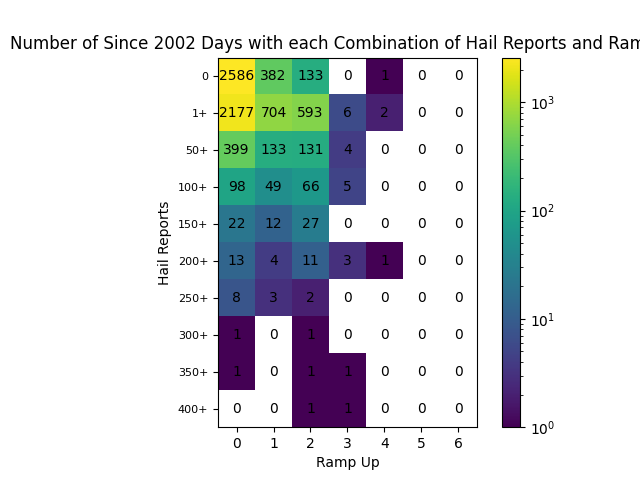 Number of Since 2002 Days with each Combination of Hail Reports and Ram
0 2586 382 133 0 1 0 0
1+ 2177 704 593 6 2 0 0
50+ 399 133 131 4 0 0 0
100+ 98 49 66 5 0 0 0
150+ 22 12 27 0 0 0 0
200+ 13 4 11 3 1 0 0
250+ 8 3 2 0 0 0 0
300+ 1 0 1 0 0 0 0
350+ 1 0 1 1 0 0 0
400+ 0 0 1 1 0 0 0
0 1 2 3 4 5 6
Ramp Up
Hail Reports
10³
10²
10¹
10⁰